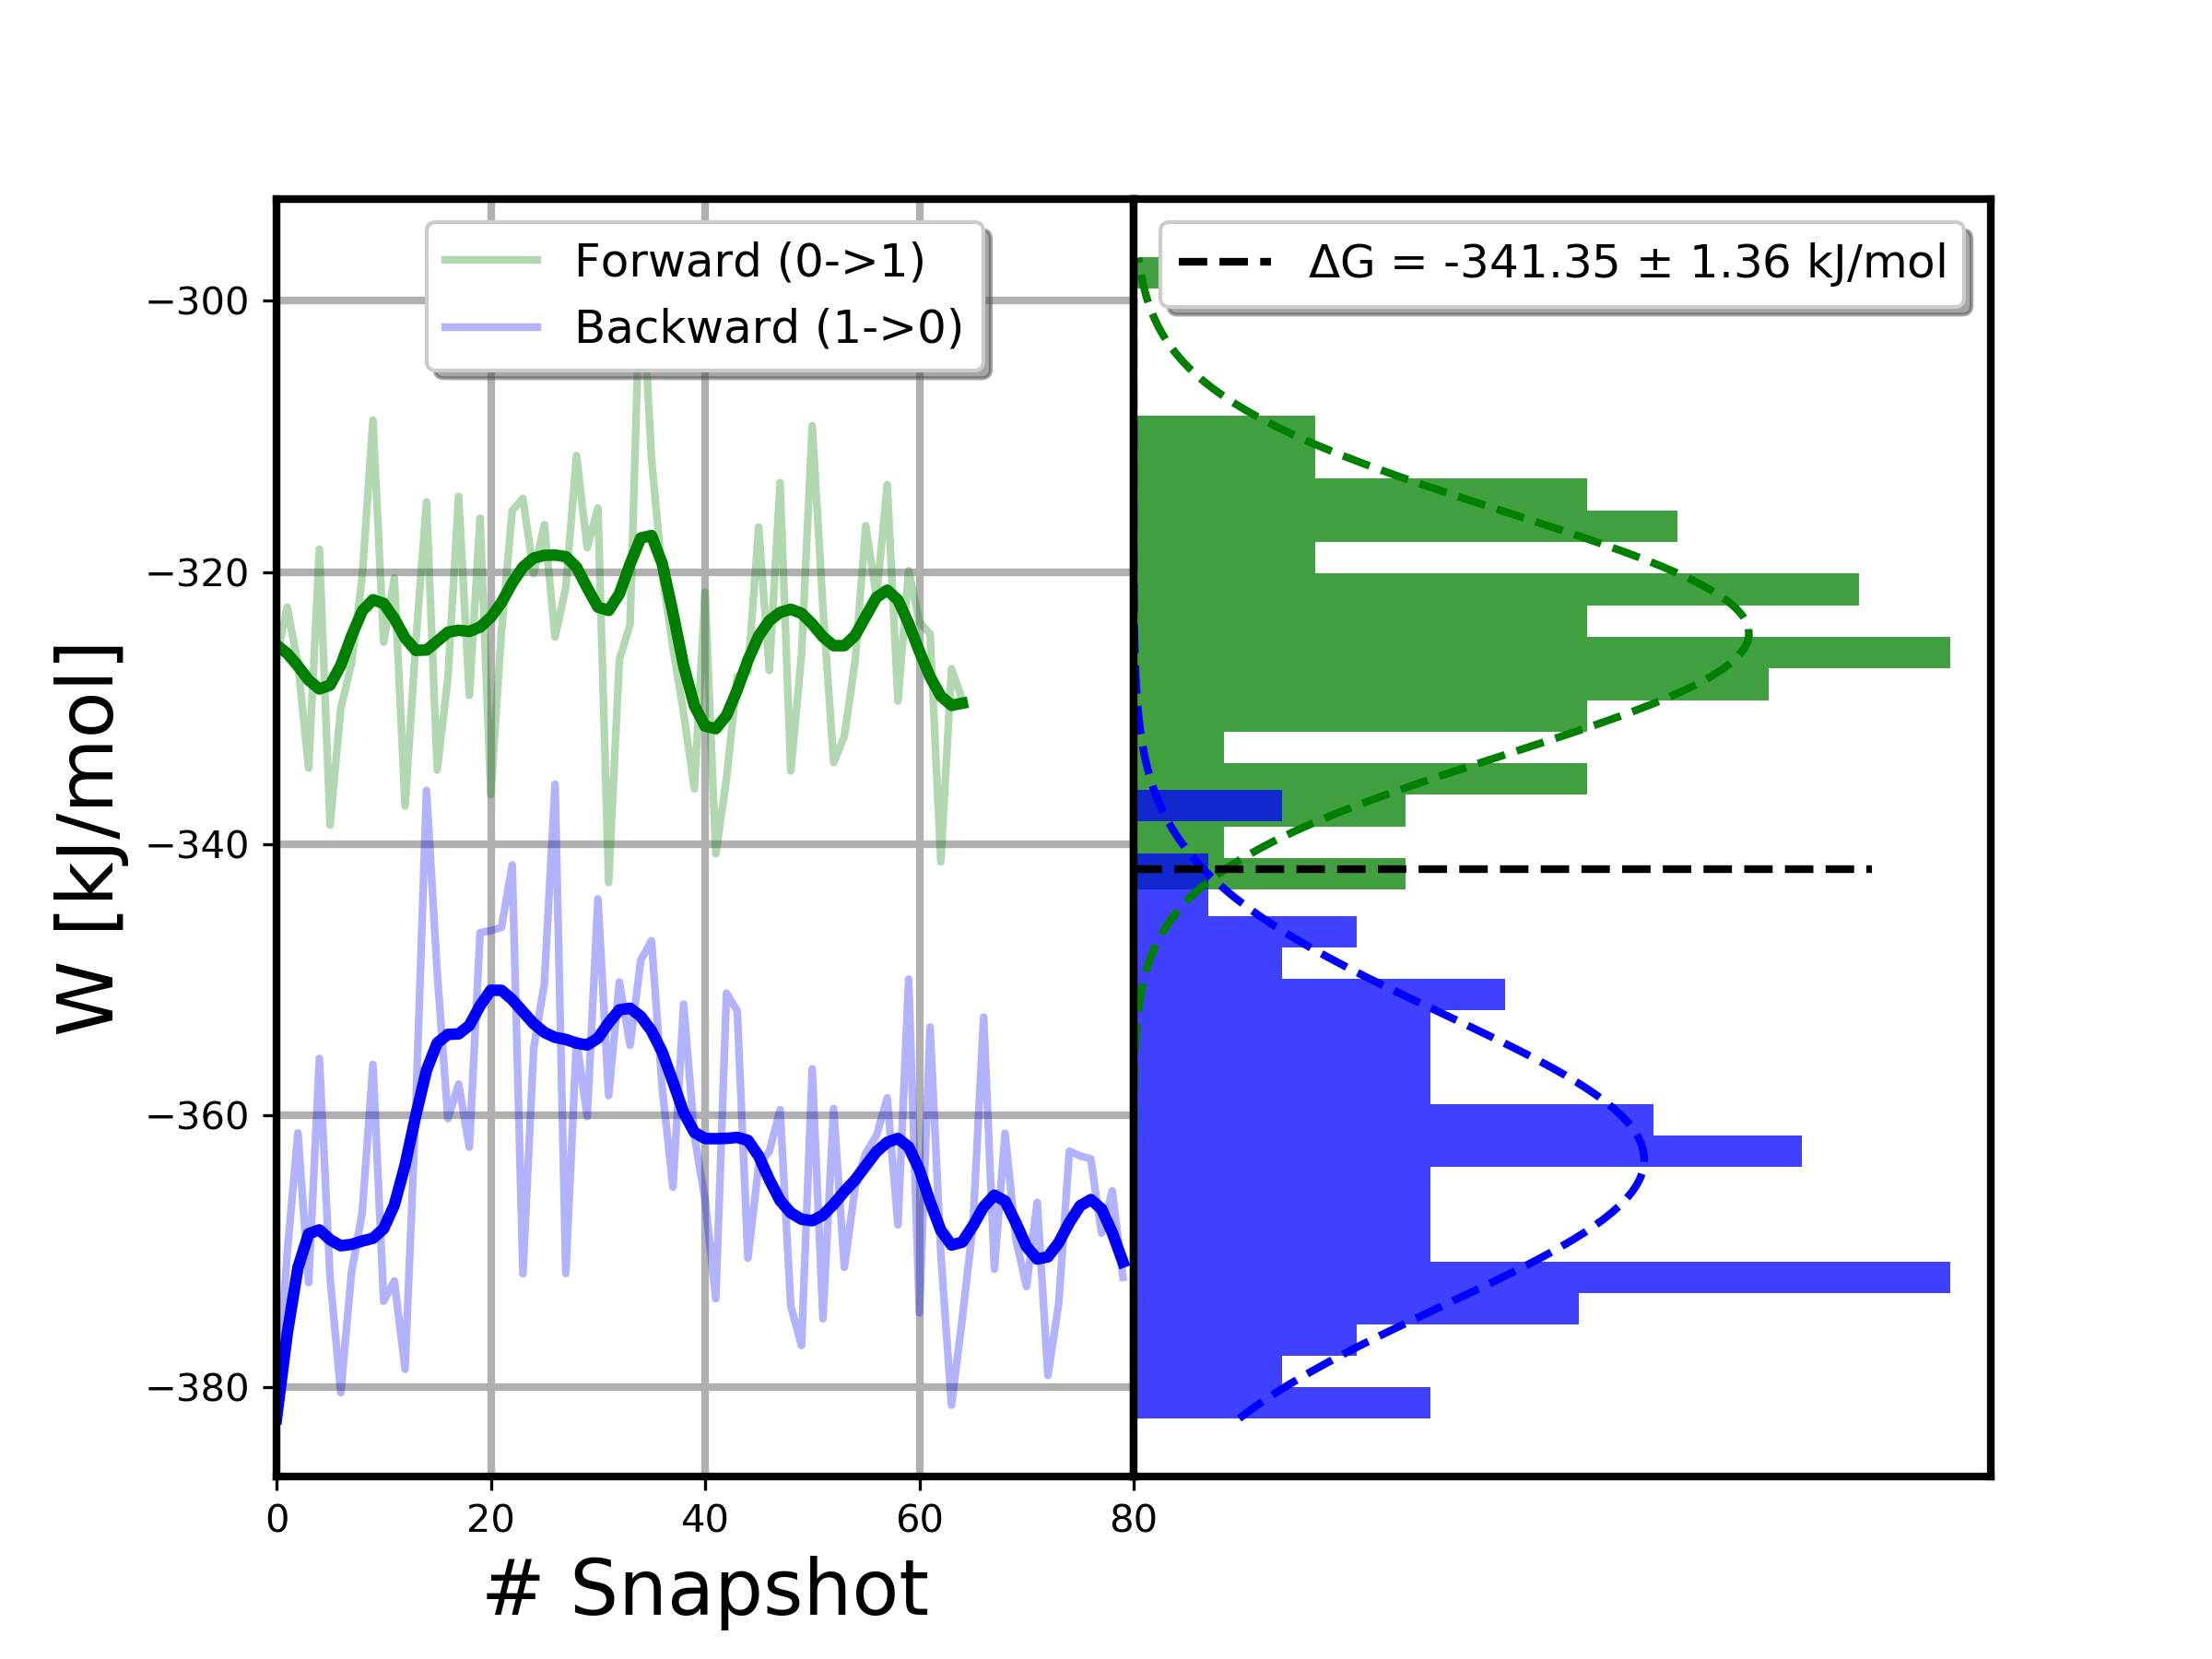 Forward (0->1)
Backward (1->0)
ΔG = -341.35 ± 1.36 kJ/mol
W [kJ/mol]
−300
−320
−340
−360
−380
0 20 40 60 80
# Snapshot